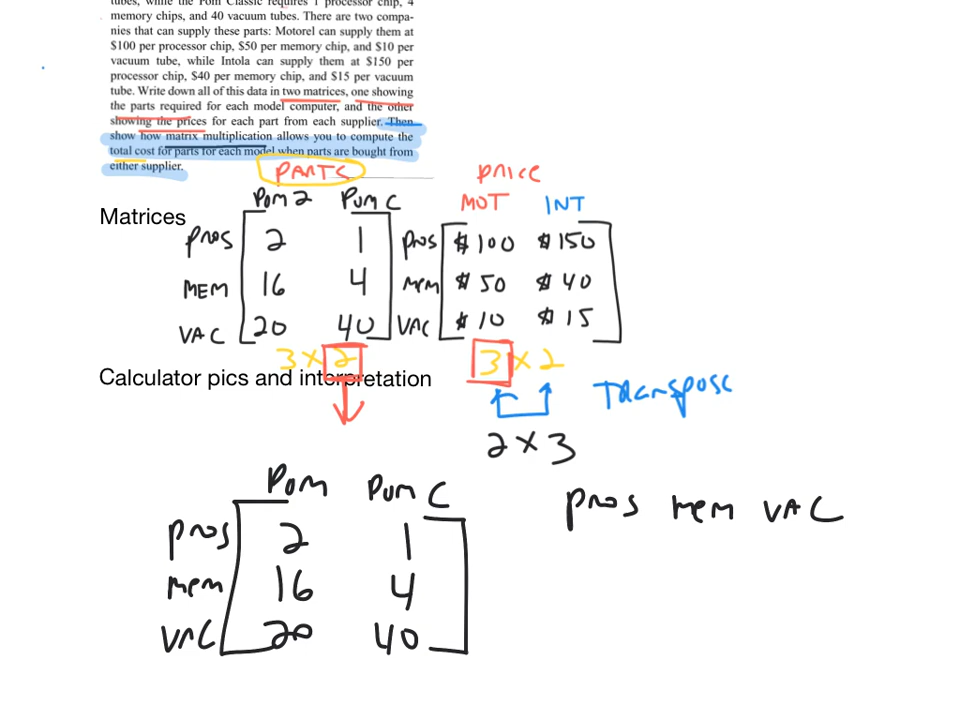 tubes, while the Pom Classic requires 1 processor chip, 4
memory chips, and 40 vacuum tubes. There are two compa-
nies that can supply these parts: Motorel can supply them at
$100 per processor chip, $50 per memory chip, and $10 per
vacuum tube, while Intola can supply them at $150 per
processor chip, $40 per memory chip, and $15 per vacuum
tube. Write down all of this data in two matrices, one showing
the parts required for each model computer, and the other
showing the prices for each part from each supplier. Then
show how matrix multiplication allows you to compute the
total cost for parts for each model when parts are bought from
either supplier.
PARTS
PRICE
Pom 2 Pom C
MOT INT
Matrices
Pros 2 1
Pros $100 $150
MEM 16 4
Mem $50 $40
VAC 20 40
VAC $10 $15
3 x 2
3 x 2
Calculator pics and interpretation
Transpose
2 x 3
Pom Pom C
Pros mem VAC
Pros 2 1
mem 16 4
VAC 20 40